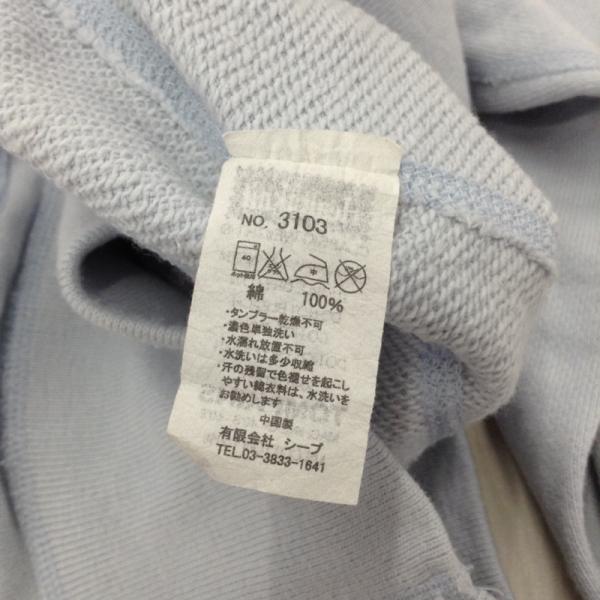 NO. 3103
40
綿 100%
・タンブラー乾燥不可
・濃色単独洗い
・水濡れ放置不可
・水洗いは多少収縮
・汗の残留で色褪せを起こし
やすい綿衣料は、水洗いを
お勧めします
中国製
有限会社 シープ
TEL.03-3833-1641